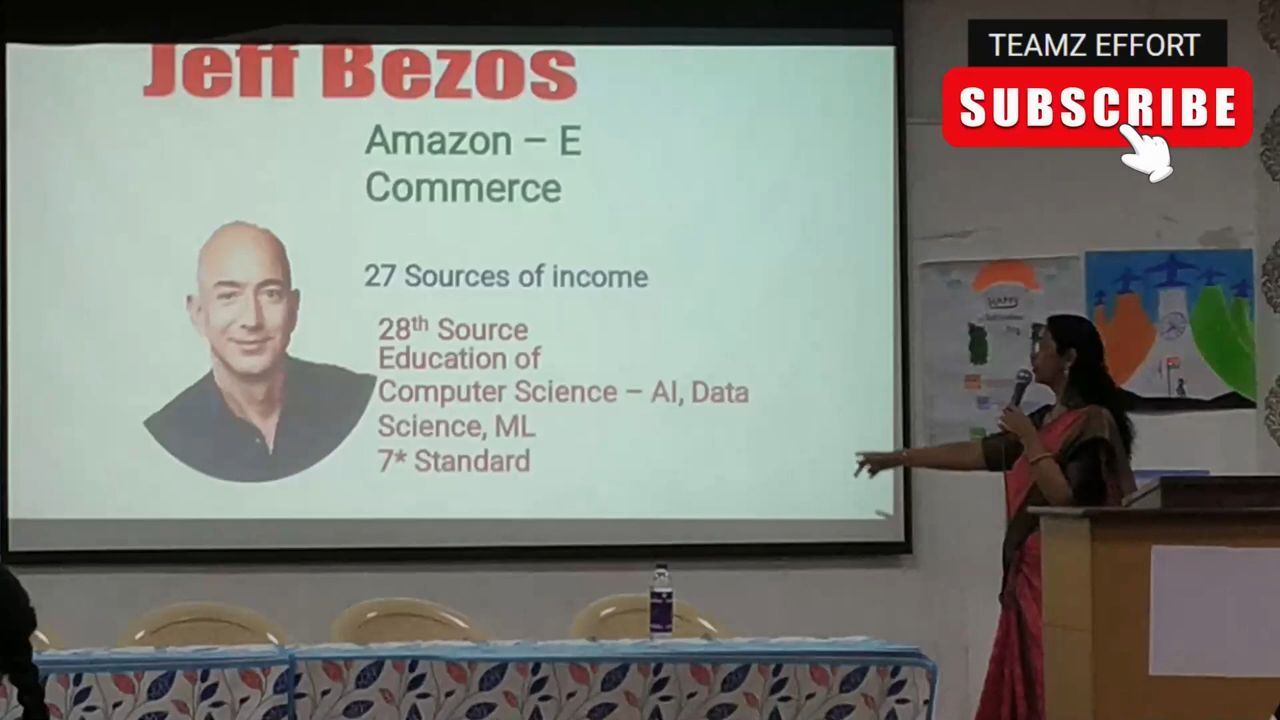 Jeff Bezos
Amazon – E
Commerce
27 Sources of income
28th Source
Education of
Computer Science – AI, Data
Science, ML
7* Standard
TEAMZ EFFORT
SUBSCRIBE
HAPPY